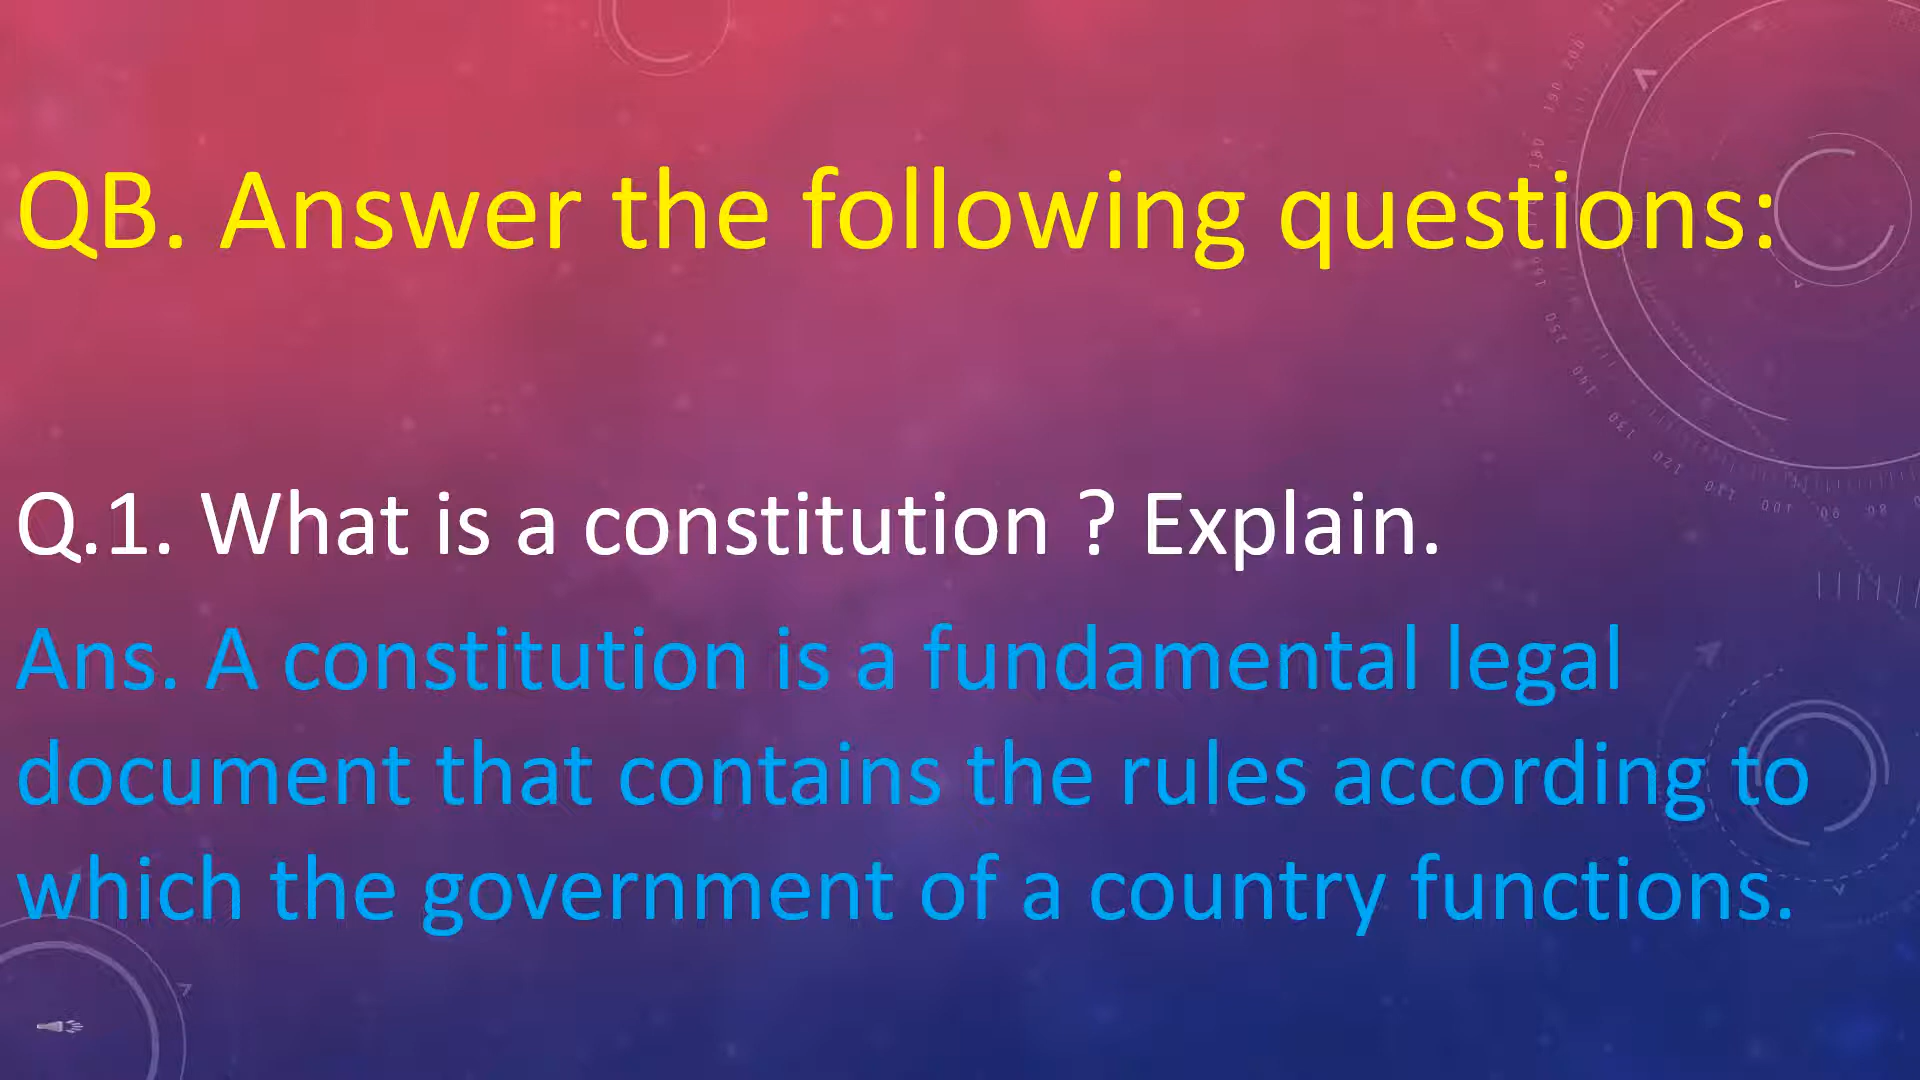 QB. Answer the following questions:
Q.1. What is a constitution ? Explain.
Ans. A constitution is a fundamental legal
document that contains the rules according to
which the government of a country functions.